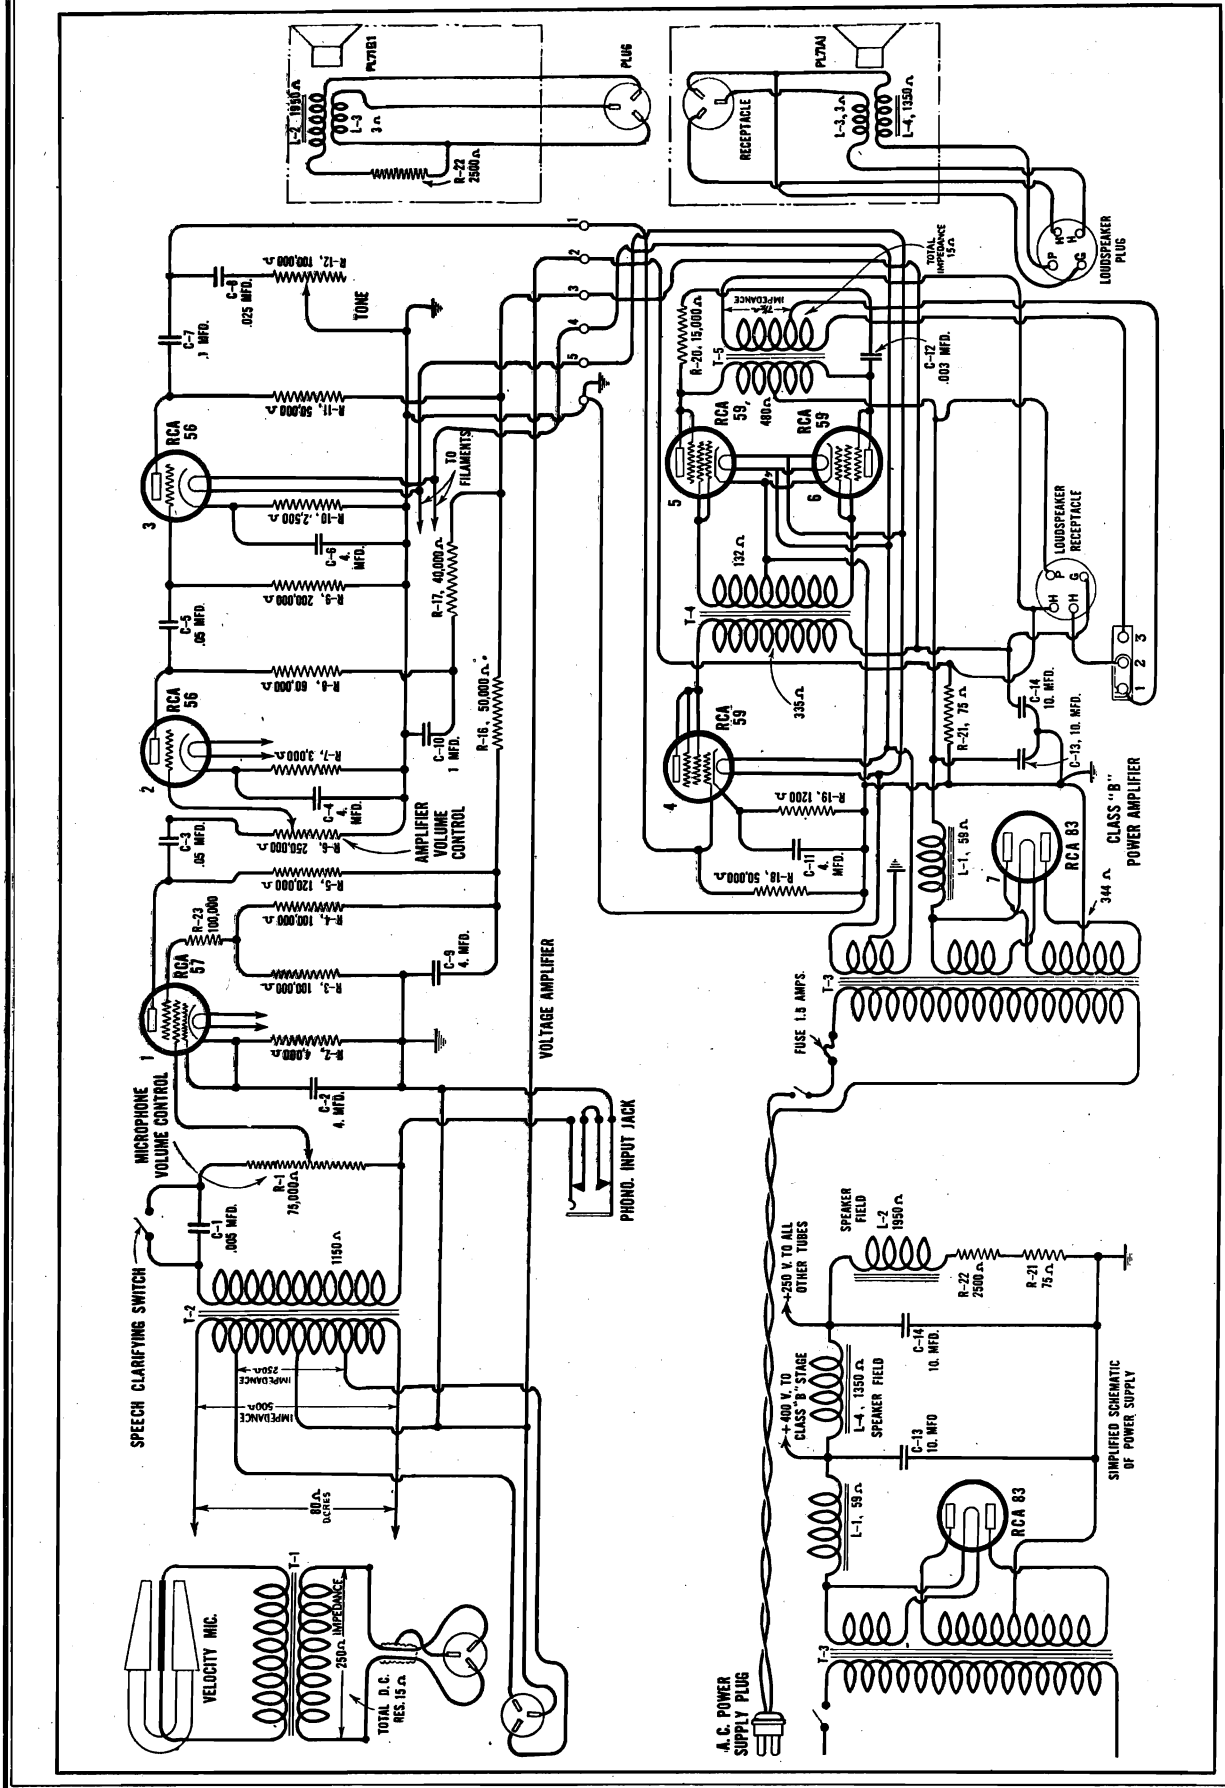 VELOCITY MIC.
T-1
250Ω IMPEDANCE
TOTAL D.C.
RES. 15Ω
80Ω
D.C. RES
SPEECH CLARIFYING SWITCH
T-2
IMPEDANCE
500Ω
IMPEDANCE
250Ω
1150Ω
C-1
.005 MFD.
MICROPHONE
VOLUME CONTROL
R-1
75,000Ω
PHONO. INPUT JACK
1
RCA
57
C-2
4. MFD.
R-2,
4,000Ω
R-3,
100,000Ω
R-23
100,000
R-4,
100,000Ω
C-9
4. MFD.
R-5,
120,000Ω
C-3
.05 MFD.
R-6,
250,000Ω
AMPLIFIER
VOLUME
CONTROL
VOLTAGE AMPLIFIER
2
RCA
56
C-4
4.
MFD.
R-7, 3,000Ω
C-10
1 MFD.
R-8,
60,000Ω
R-16, 50,000Ω
C-5
.05 MFD.
R-9,
200,000Ω
R-17, 40,000Ω
3
RCA
56
C-6
4.
MFD.
R-10, 2,500Ω
TO
FILAMENTS
R-11,
50,000Ω
C-7
.1 MFD.
C-8
.025 MFD.
R-12,
100,000Ω
TONE
1
2
3
4
5
L-2, 1950Ω
L-3
3Ω
R-22
2500Ω
PL71B1
PLUG
RECEPTACLE
PL71A1
L-3, 3Ω
L-4, 1350Ω
LOUDSPEAKER
PLUG
P
H
H
G
4
RCA
59
R-18,
50,000Ω
C-11
4.
MFD.
R-19, 1200Ω
T-4
335Ω
132Ω
5
RCA
59,
6
RCA
59
480Ω
T-5
R-20, 15,000Ω
IMPEDANCE
7½Ω
TOTAL
IMPEDANCE
15Ω
C-12
.003 MFD.
LOUDSPEAKER
RECEPTACLE
H
P
H
G
1
2
3
R-21, 75Ω
C-14
10. MFD.
C-13, 10. MFD.
L-1, 59Ω
7
RCA 83
CLASS "B"
POWER AMPLIFIER
344Ω
T-3
FUSE 1.5 AMPS.
A.C. POWER
SUPPLY PLUG
T-3
RCA 83
L-1, 59Ω
+400 V. TO
CLASS "B" STAGE
C-13
10. MFD
L-4, 1350Ω
SPEAKER FIELD
+250 V. TO ALL
OTHER TUBES
C-14
10. MFD.
SPEAKER
FIELD
L-2
1950Ω
R-22
2500Ω
R-21
75Ω
SIMPLIFIED SCHEMATIC
OF POWER SUPPLY